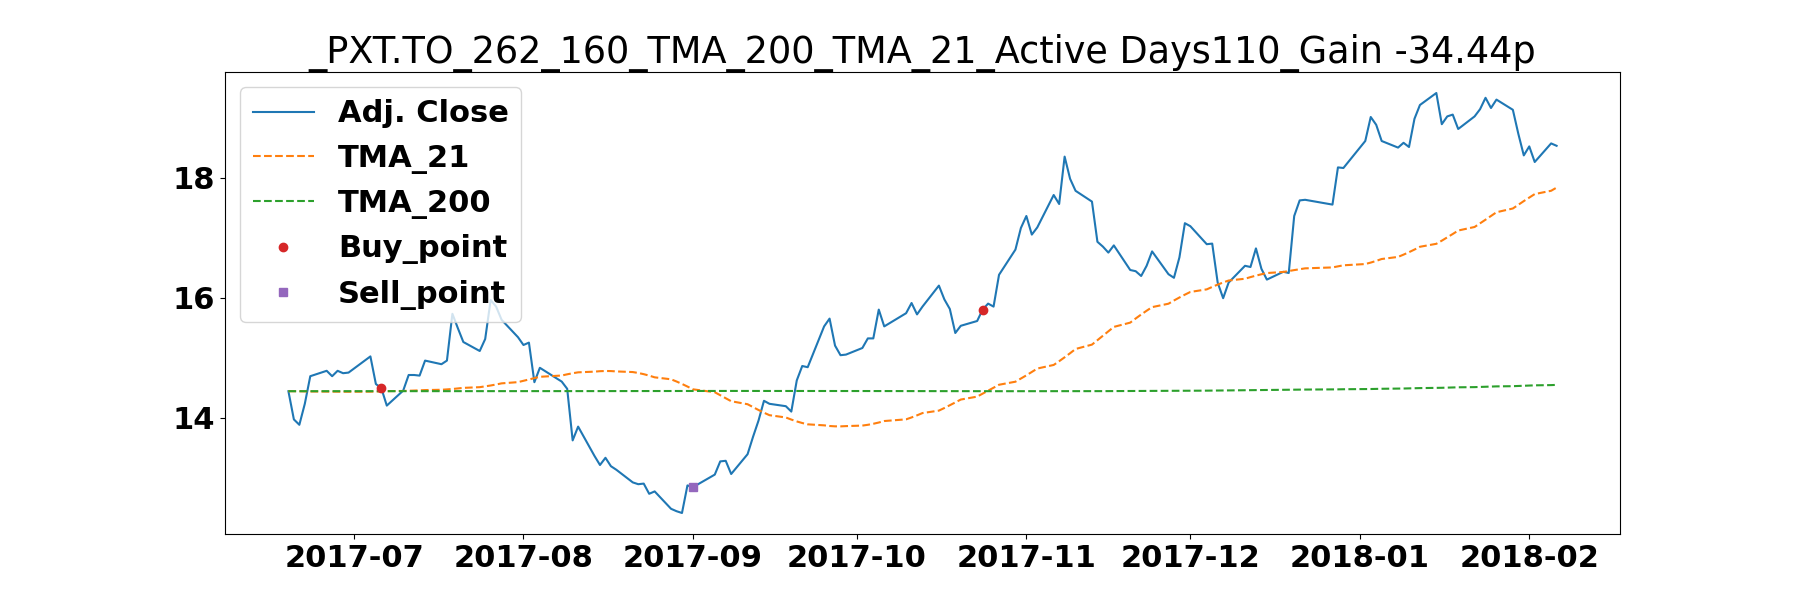 _PXT.TO_262_160_TMA_200_TMA_21_Active Days110_Gain -34.44p
Adj. Close
TMA_21
TMA_200
Buy_point
Sell_point
18
16
14
2017-07 2017-08 2017-09 2017-10 2017-11 2017-12 2018-01 2018-02